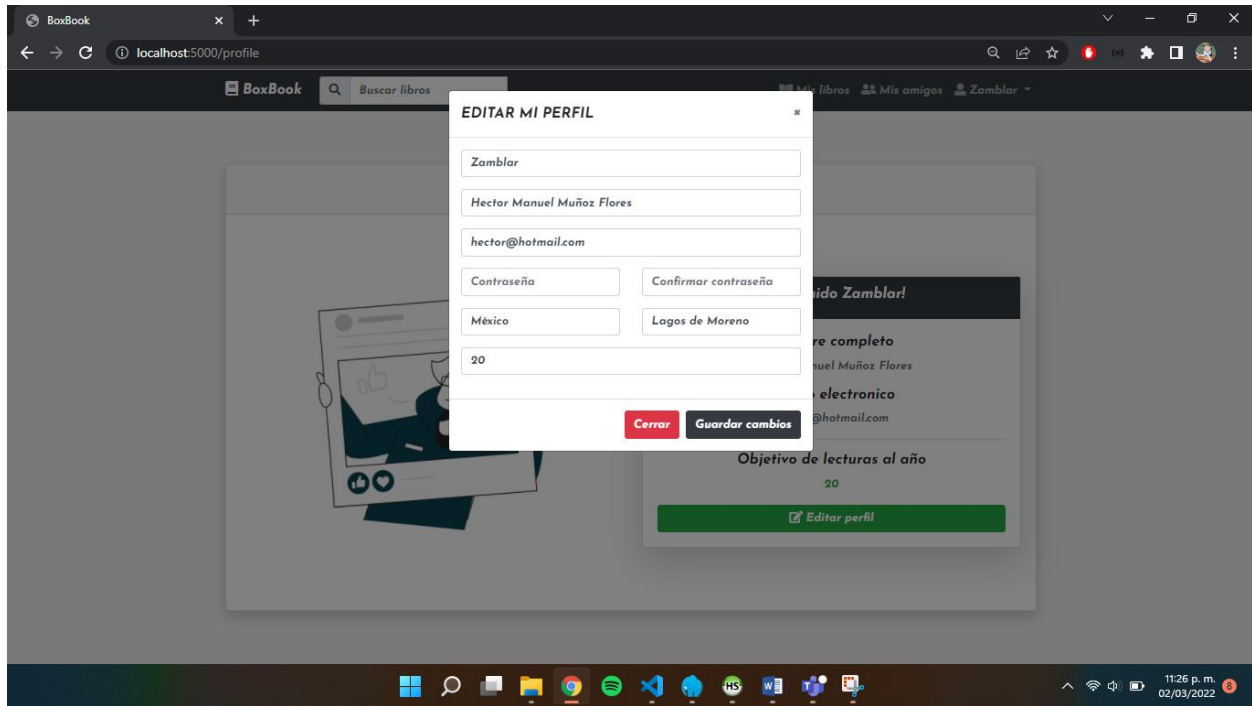 BoxBook
localhost:5000/profile
BoxBook
Buscar libros
Mis libros
Mis amigos
Zamblar
EDITAR MI PERFIL
Zamblar
Hector Manuel Muñoz Flores
hector@hotmail.com
Contraseña
Confirmar contraseña
México
Lagos de Moreno
20
Cerrar
Guardar cambios
ido Zamblar!
re completo
nuel Muñoz Flores
electronico
@hotmail.com
Objetivo de lecturas al año
20
Editar perfil
HS
11:26 p. m.
02/03/2022
8